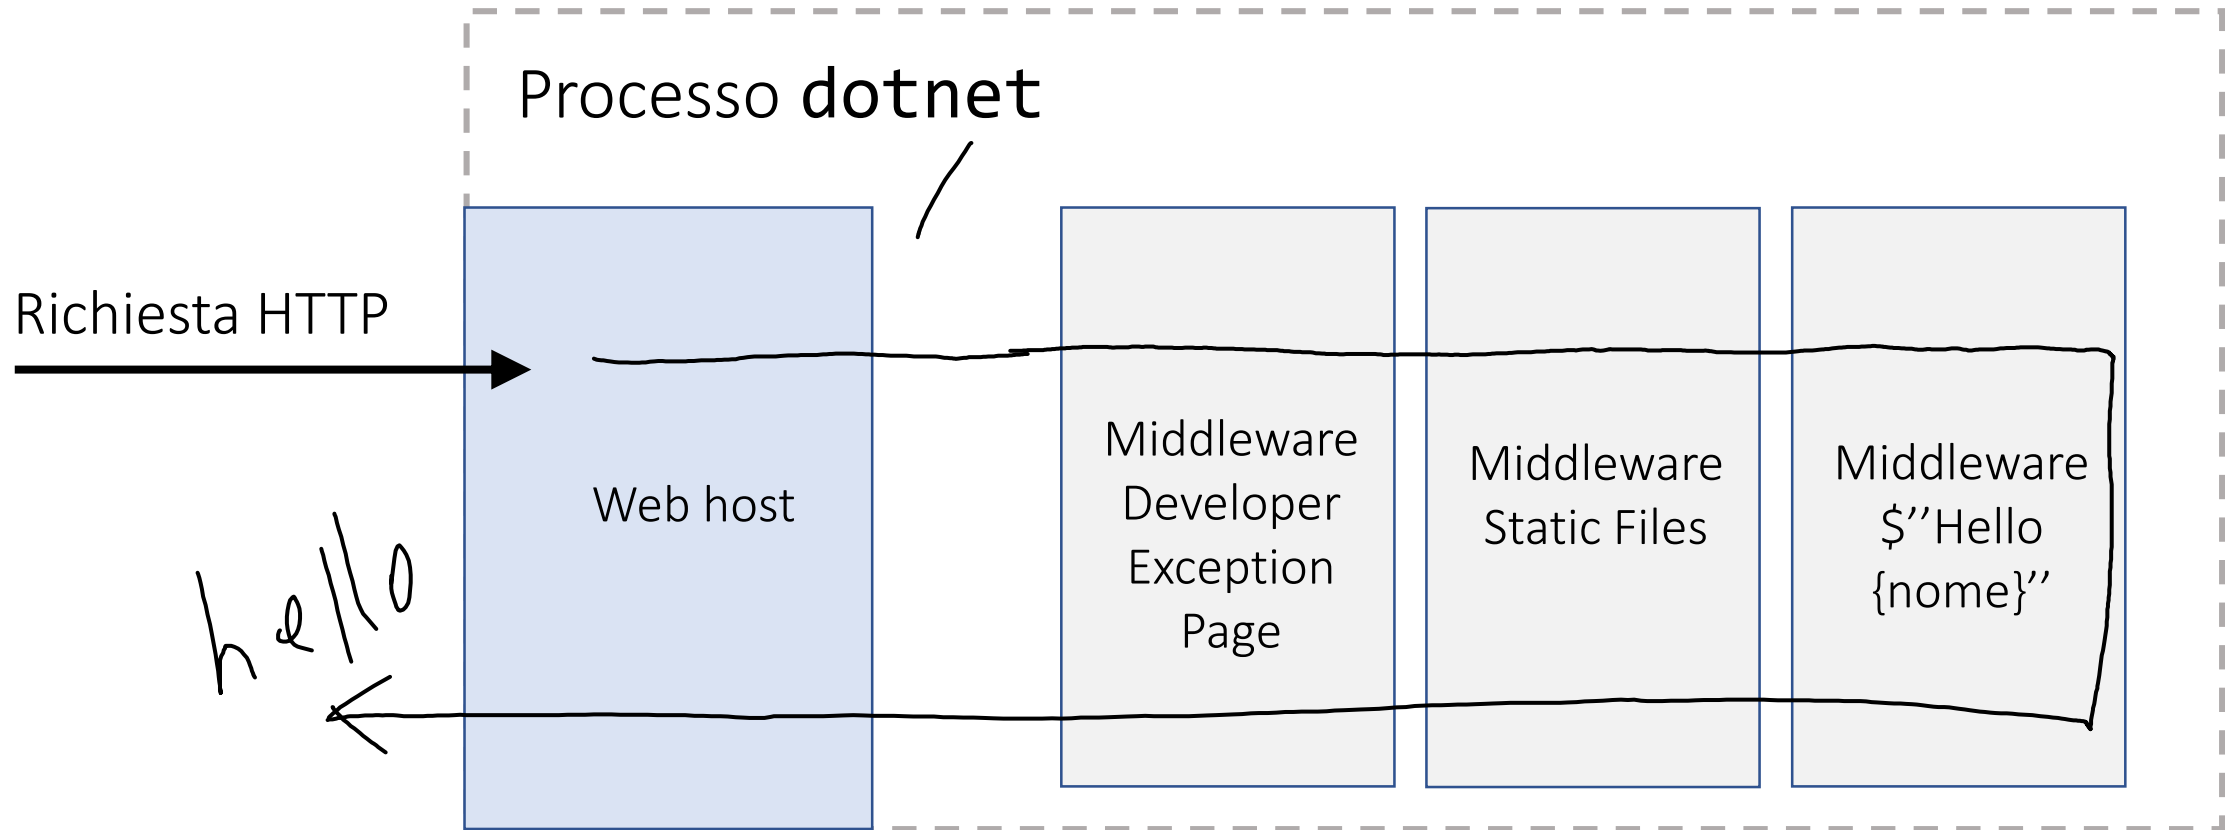 Processo dotnet
Richiesta HTTP
Web host
Middleware
Developer
Exception
Page
Middleware
Static Files
Middleware
$’’Hello
{nome}’’
hello